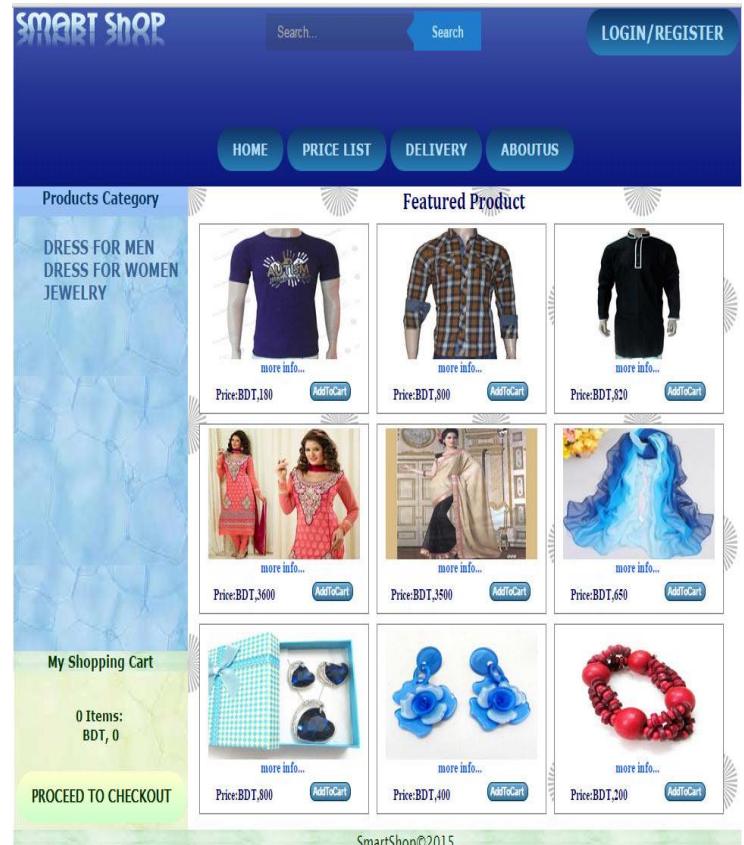 SMART ShOP
Search...
Search
LOGIN/REGISTER
HOME
PRICE LIST
DELIVERY
ABOUTUS
Products Category
DRESS FOR MEN
DRESS FOR WOMEN
JEWELRY
Featured Product
AUTISM
more info...
more info...
more info...
Price:BDT,180
AddToCart
Price:BDT,800
AddToCart
Price:BDT,820
AddToCart
more info...
more info...
more info...
Price:BDT,3600
AddToCart
Price:BDT,3500
AddToCart
Price:BDT,650
AddToCart
My Shopping Cart
0 Items:
BDT, 0
PROCEED TO CHECKOUT
more info...
more info...
more info...
Price:BDT,800
AddToCart
Price:BDT,400
AddToCart
Price:BDT,200
AddToCart
SmartShop©2015